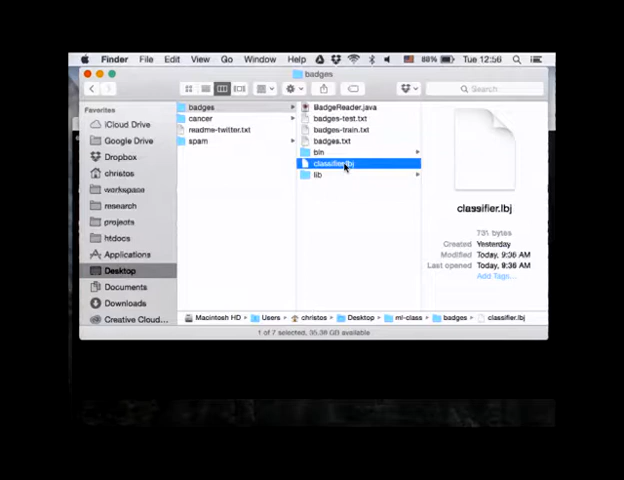 Finder File Edit View Go Window Help 88% Tue 12:56
badges
Search
Favorites
iCloud Drive
Google Drive
Dropbox
christos
workspace
research
projects
htdocs
Applications
Desktop
Documents
Downloads
Creative Cloud...
badges
cancer
readme-twitter.txt
spam
BadgeReader.java
badges-test.txt
badges-train.txt
badges.txt
bin
classifier.lbj
lib
classifier.lbj
731 bytes
Created Yesterday
Modified Today, 9:36 AM
Last opened Today, 9:36 AM
Add Tags...
Macintosh HD Users christos Desktop ml-class badges classifier.lbj
1 of 7 selected, 35.38 GB available